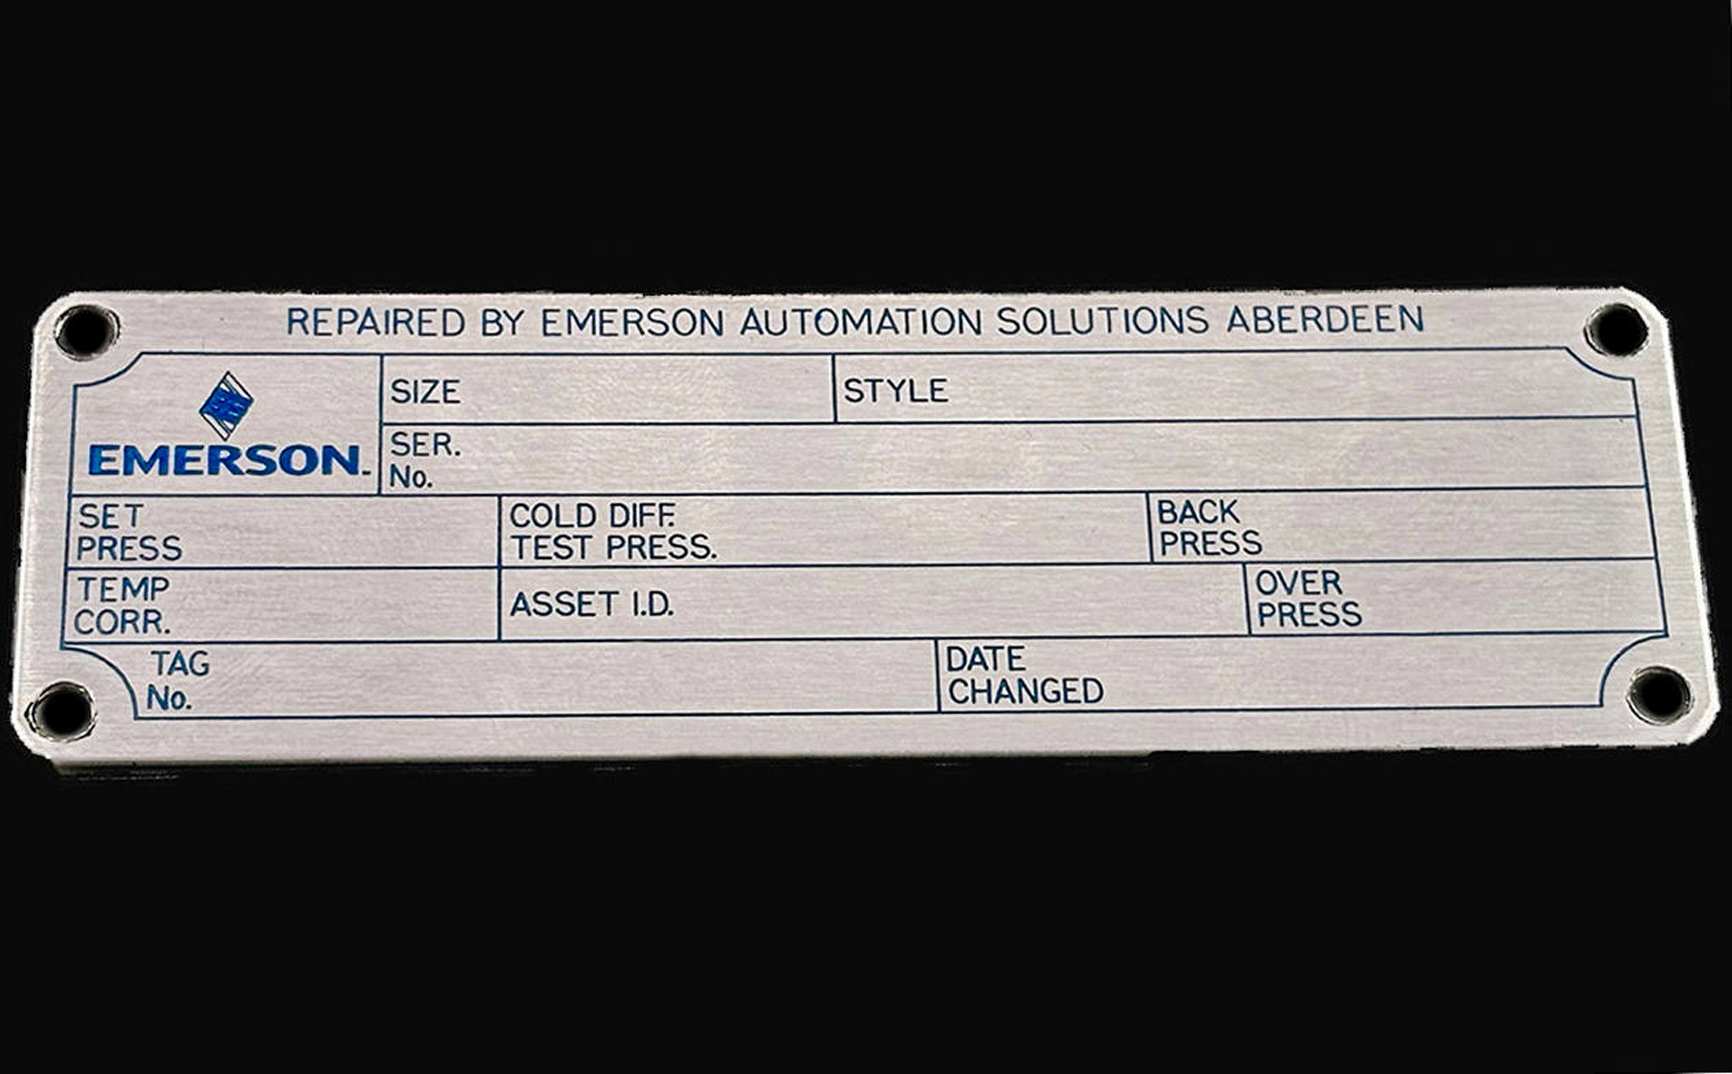 REPAIRED BY EMERSON AUTOMATION SOLUTIONS ABERDEEN
EMERSON.
SIZE
STYLE
SER.
No.
SET
PRESS
COLD DIFF.
TEST PRESS.
BACK
PRESS
TEMP
CORR.
ASSET I.D.
OVER
PRESS
TAG
No.
DATE
CHANGED